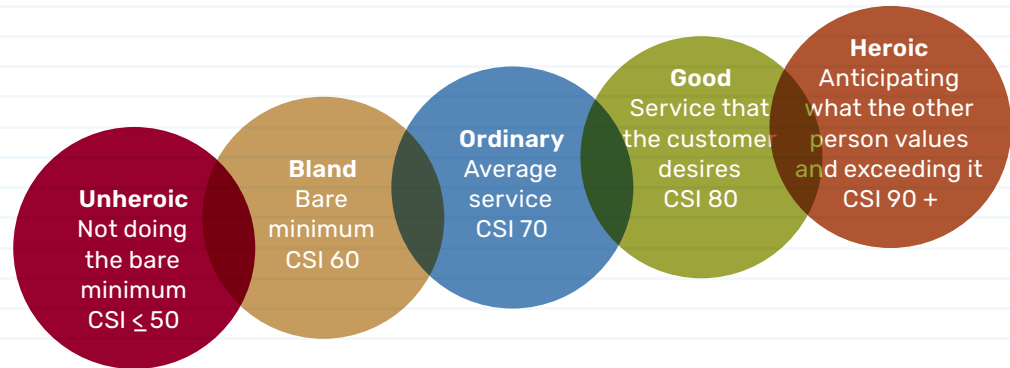 Unheroic
Not doing
the bare
minimum
CSI ≤ 50
Bland
Bare
minimum
CSI 60
Ordinary
Average
service
CSI 70
Good
Service that
the customer
desires
CSI 80
Heroic
Anticipating
what the other
person values
and exceeding it
CSI 90 +